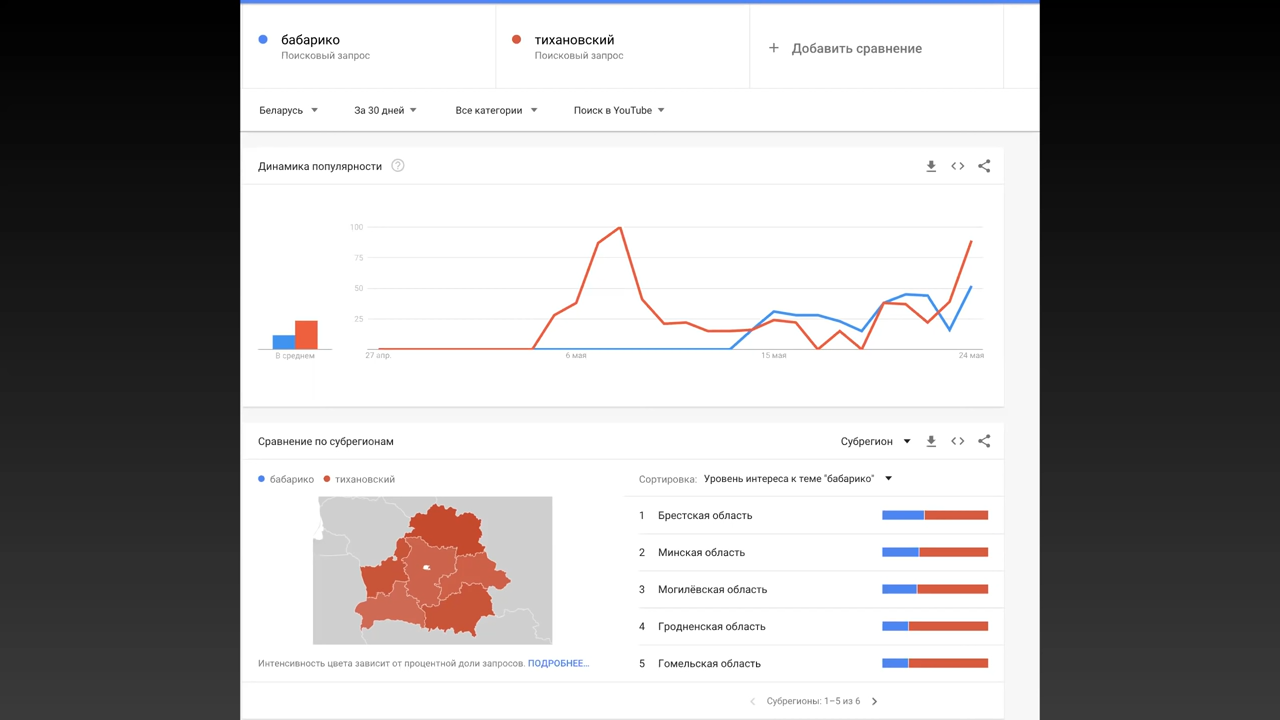 бабарико
Поисковый запрос
тихановский
Поисковый запрос
+ Добавить сравнение
Беларусь
За 30 дней
Все категории
Поиск в YouTube
Динамика популярности
100
75
50
25
В среднем
27 апр.
6 мая
15 мая
24 мая
Сравнение по субрегионам
Субрегион
бабарико
тихановский
Сортировка: Уровень интереса к теме "бабарико"
1 Брестская область
2 Минская область
3 Могилёвская область
4 Гродненская область
5 Гомельская область
Интенсивность цвета зависит от процентной доли запросов. ПОДРОБНЕЕ…
Субрегионы: 1–5 из 6